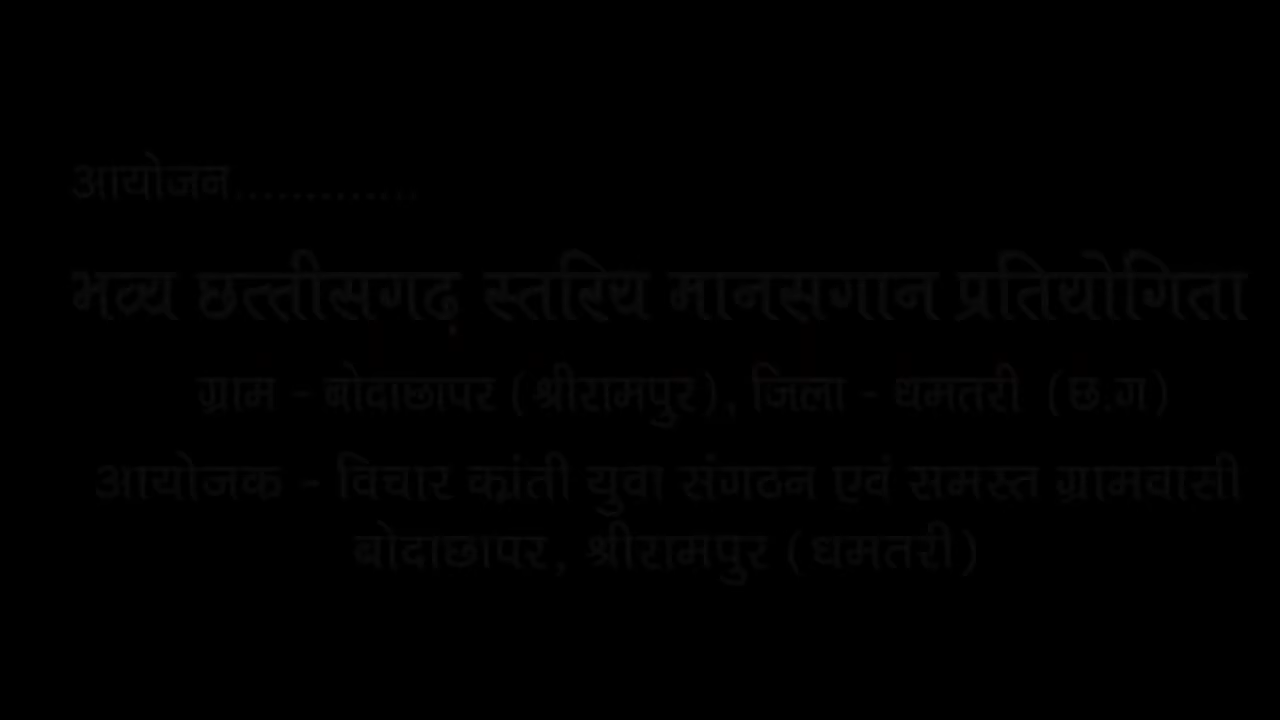 आयोजन.............
भव्य छत्तीसगढ़ स्तरिय मानसगान प्रतियोगिता
ग्राम - बोदाछापर (श्रीरामपुर), जिला - धमतरी (छ.ग)
आयोजक - विचार क्रांती युवा संगठन एवं समस्त ग्रामवासी
बोदाछापर, श्रीरामपुर (धमतरी)